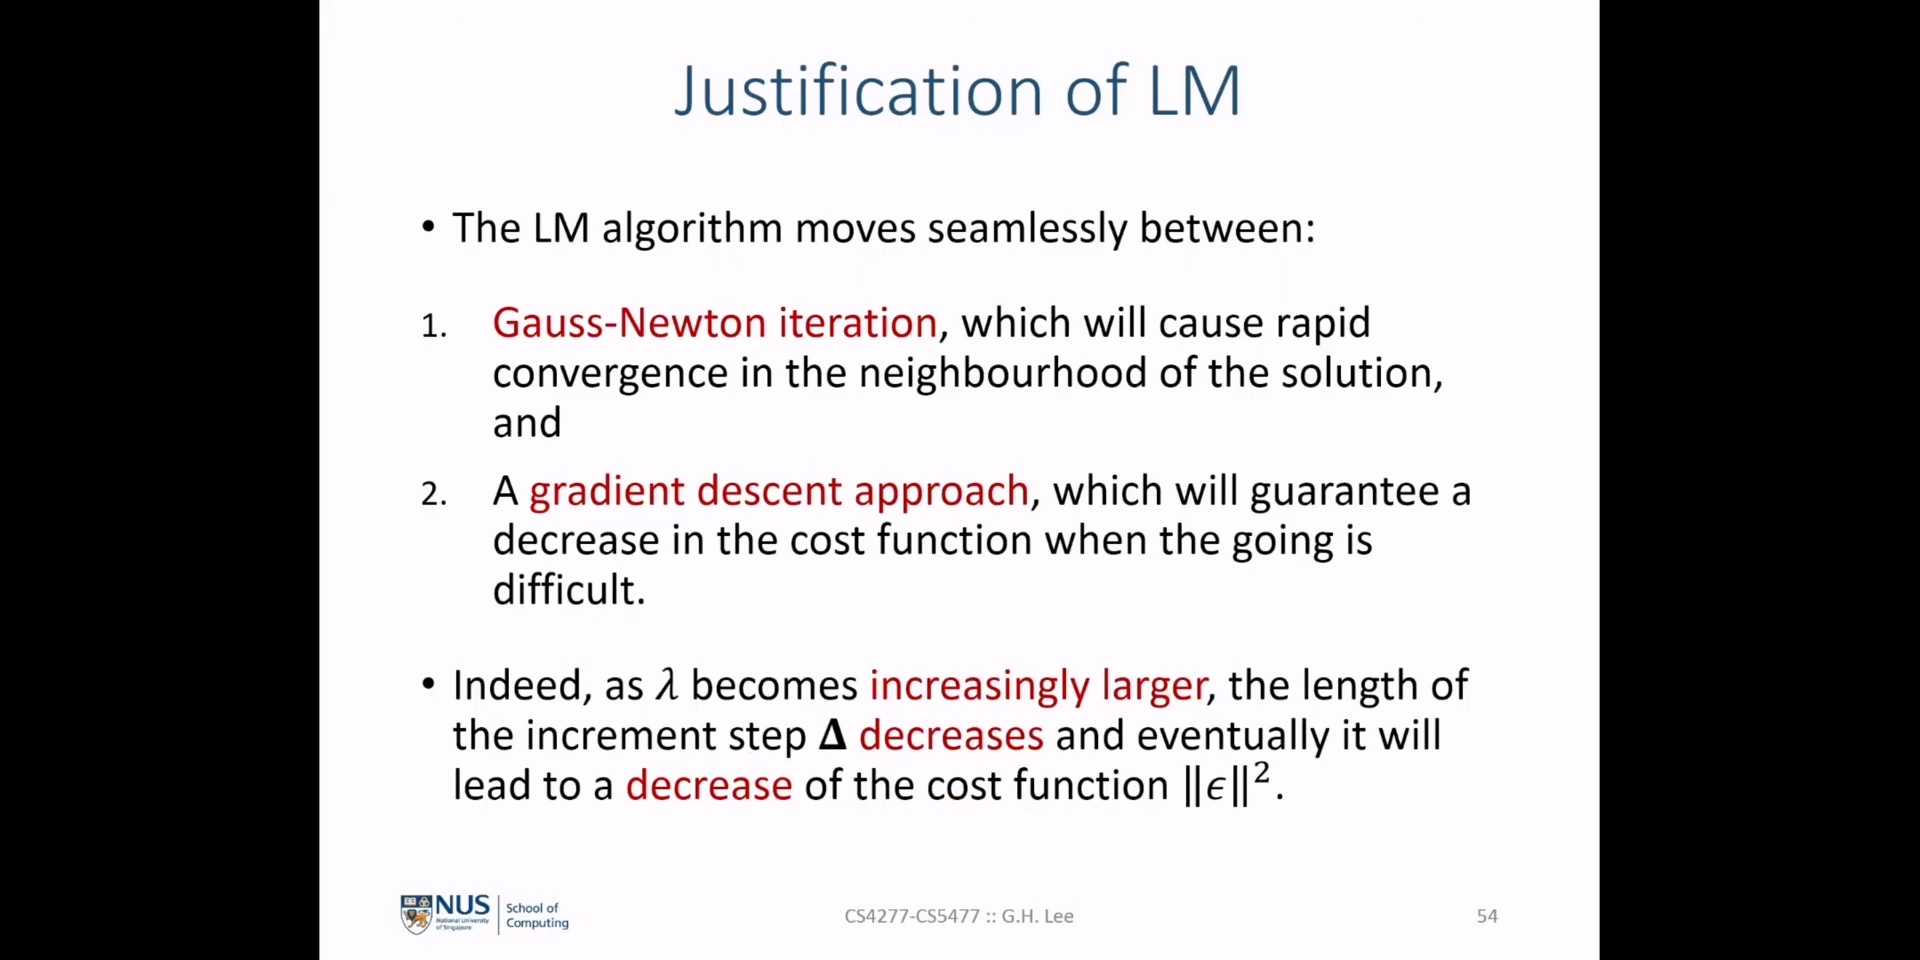 Justification of LM
• The LM algorithm moves seamlessly between:
1. Gauss-Newton iteration, which will cause rapid
convergence in the neighbourhood of the solution,
and
2. A gradient descent approach, which will guarantee a
decrease in the cost function when the going is
difficult.
• Indeed, as λ becomes increasingly larger, the length of
the increment step Δ decreases and eventually it will
lead to a decrease of the cost function ‖ϵ‖².
NUS
National University
of Singapore
School of
Computing
CS4277-CS5477 :: G.H. Lee
54